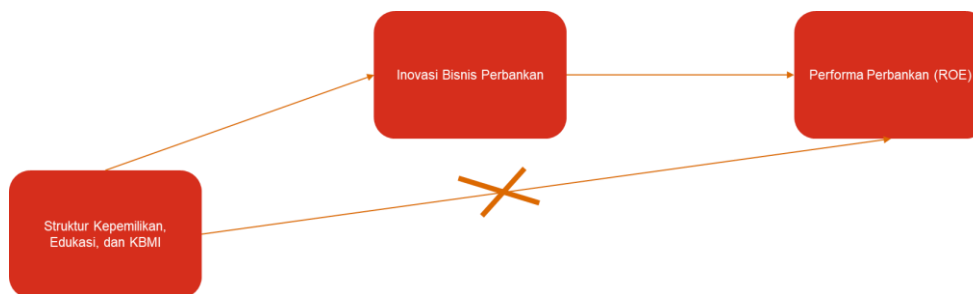 Inovasi Bisnis Perbankan
Performa Perbankan (ROE)
Struktur Kepemilikan,
Edukasi, dan KBMI